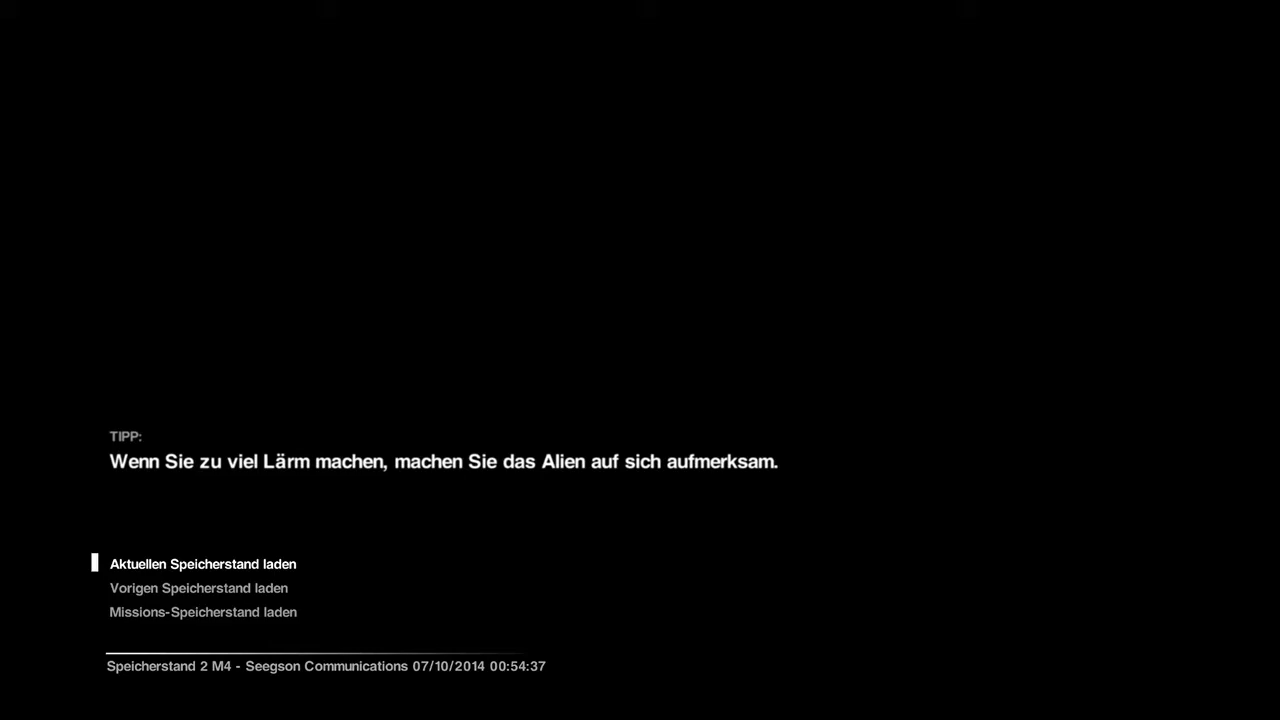 TIPP:
Wenn Sie zu viel Lärm machen, machen Sie das Alien auf sich aufmerksam.
Aktuellen Speicherstand laden
Vorigen Speicherstand laden
Missions-Speicherstand laden
Speicherstand 2 M4 - Seegson Communications 07/10/2014 00:54:37